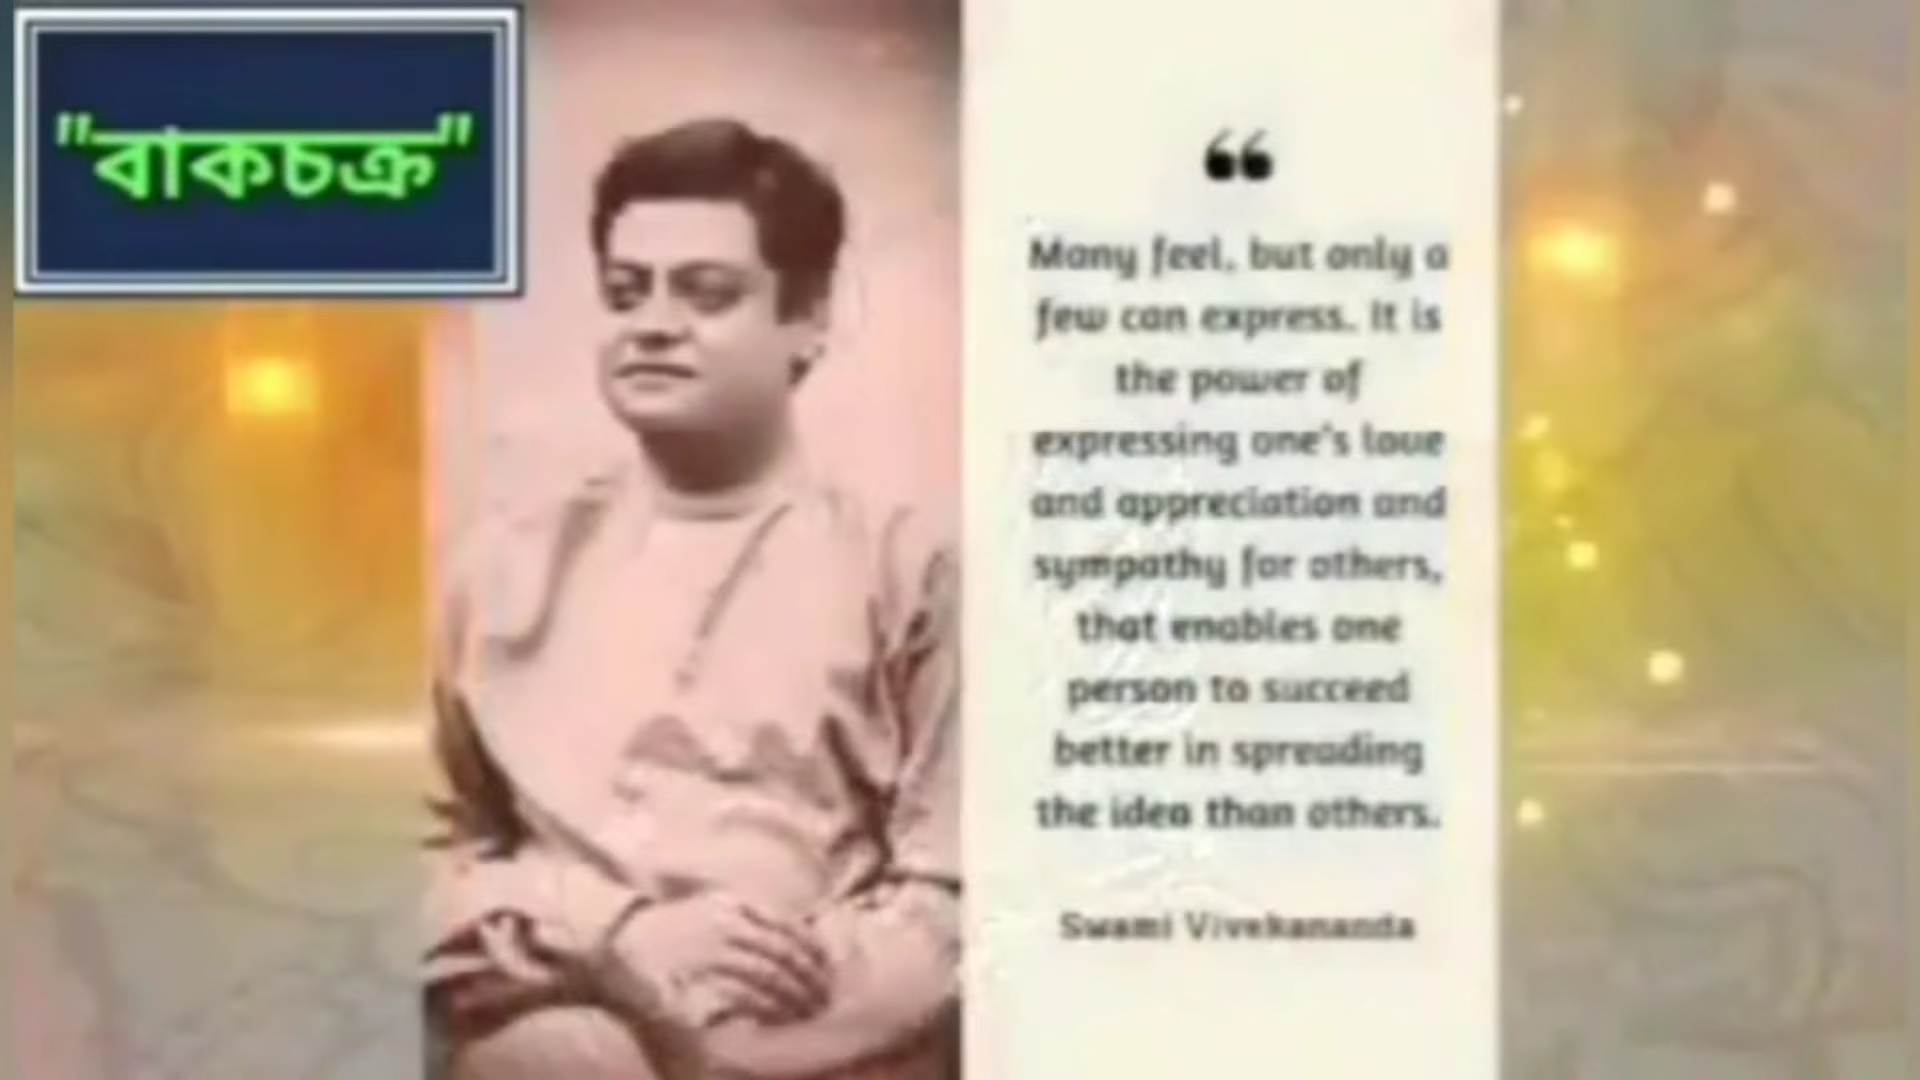 "বাকচক্র"
❝
Many feel, but only a
few can express. It is
the power of
expressing one's love
and appreciation and
sympathy for others,
that enables one
person to succeed
better in spreading
the idea than others.
Swami Vivekananda